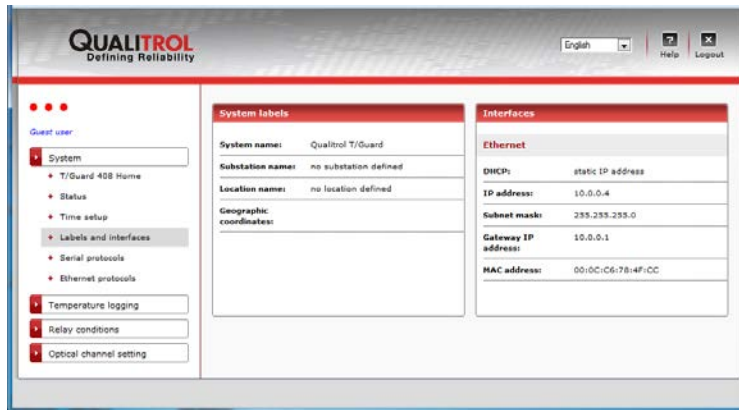 QUALITROL
Defining Reliability
English
Help
Logout
Guest user
System
T/Guard 408 Home
Status
Time setup
Labels and interfaces
Serial protocols
Ethernet protocols
Temperature logging
Relay conditions
Optical channel setting
System labels
System name: Qualitrol T/Guard
Substation name: no substation defined
Location name: no location defined
Geographic
coordinates:
Interfaces
Ethernet
DHCP: static IP address
IP address: 10.0.0.4
Subnet mask: 255.255.255.0
Gateway IP 10.0.0.1
address:
MAC address: 00:0C:C6:78:4F:CC